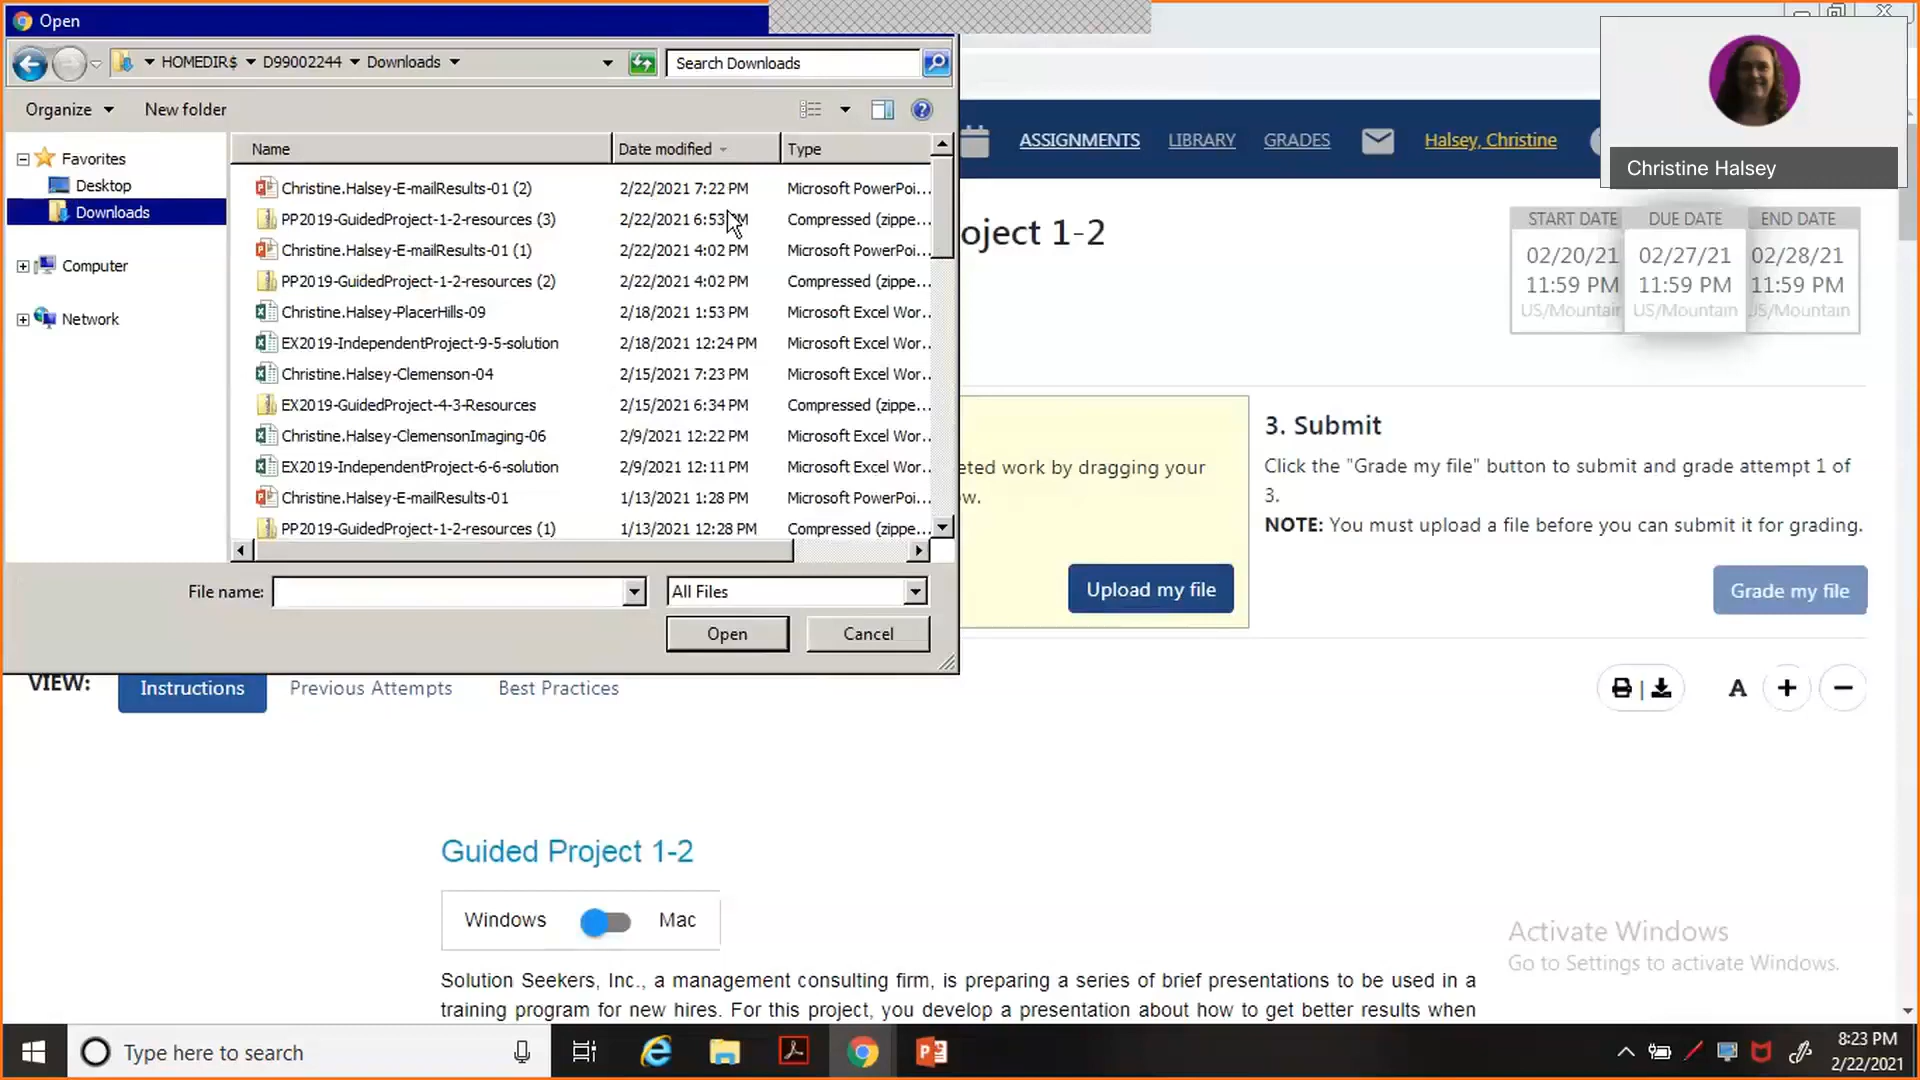 Open
HOMEDIR$ D99002244 Downloads
Search Downloads
Organize
New folder
Favorites
Desktop
Downloads
Computer
Network
Name Date modified Type
Christine.Halsey-E-mailResults-01 (2) 2/22/2021 7:22 PM Microsoft PowerPoi...
PP2019-GuidedProject-1-2-resources (3) 2/22/2021 6:53 PM Compressed (zippe...
Christine.Halsey-E-mailResults-01 (1) 2/22/2021 4:02 PM Microsoft PowerPoi...
PP2019-GuidedProject-1-2-resources (2) 2/22/2021 4:02 PM Compressed (zippe...
Christine.Halsey-PlacerHills-09 2/18/2021 1:53 PM Microsoft Excel Wor...
EX2019-IndependentProject-9-5-solution 2/18/2021 12:24 PM Microsoft Excel Wor...
Christine.Halsey-Clemenson-04 2/15/2021 7:23 PM Microsoft Excel Wor...
EX2019-GuidedProject-4-3-Resources 2/15/2021 6:34 PM Compressed (zippe...
Christine.Halsey-ClemensonImaging-06 2/9/2021 12:22 PM Microsoft Excel Wor...
EX2019-IndependentProject-6-6-solution 2/9/2021 12:11 PM Microsoft Excel Wor...
Christine.Halsey-E-mailResults-01 1/13/2021 1:28 PM Microsoft PowerPoi...
PP2019-GuidedProject-1-2-resources (1) 1/13/2021 12:28 PM Compressed (zippe...
File name:
All Files
Open
Cancel
ASSIGNMENTS LIBRARY GRADES Halsey, Christine
Christine Halsey
oject 1-2
START DATE DUE DATE END DATE
02/20/21 02/27/21 02/28/21
11:59 PM 11:59 PM 11:59 PM
US/Mountain US/Mountain US/Mountain
eted work by dragging your
ow.
Upload my file
3. Submit
Click the "Grade my file" button to submit and grade attempt 1 of
3.
NOTE: You must upload a file before you can submit it for grading.
Grade my file
VIEW: Instructions Previous Attempts Best Practices
A
Guided Project 1-2
Windows Mac
Solution Seekers, Inc., a management consulting firm, is preparing a series of brief presentations to be used in a
training program for new hires. For this project, you develop a presentation about how to get better results when
Activate Windows
Go to Settings to activate Windows.
Type here to search
8:23 PM
2/22/2021